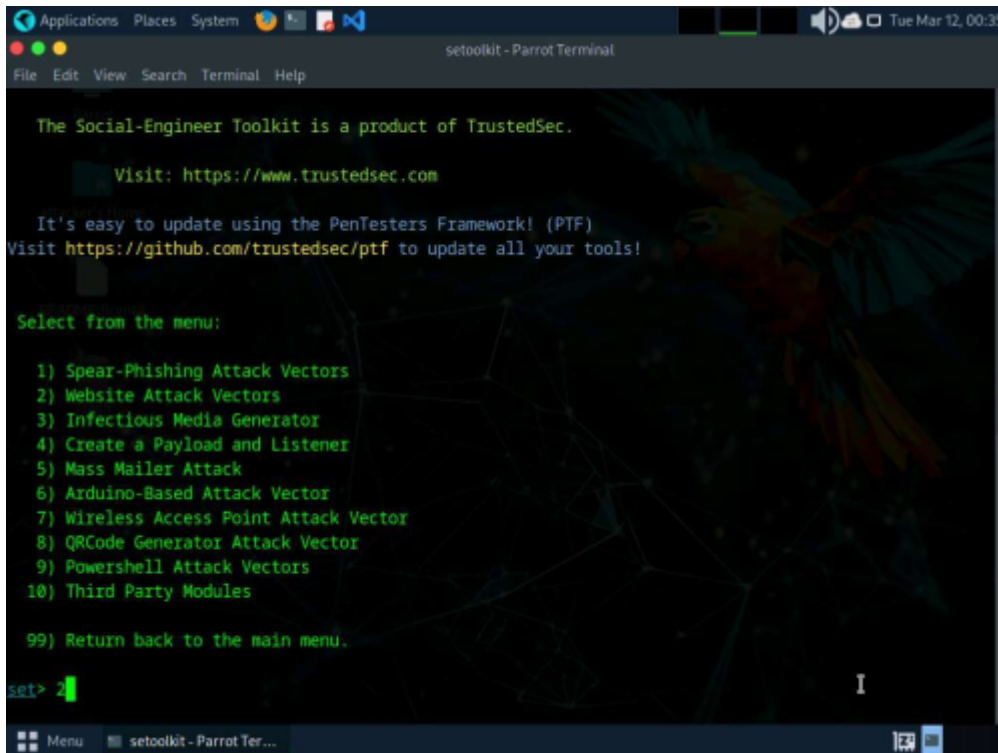 Applications Places System Tue Mar 12, 00:3
setoolkit - Parrot Terminal
File Edit View Search Terminal Help
The Social-Engineer Toolkit is a product of TrustedSec.
Visit: https://www.trustedsec.com
It's easy to update using the PenTesters Framework! (PTF)
Visit https://github.com/trustedsec/ptf to update all your tools!
Select from the menu:
1) Spear-Phishing Attack Vectors
2) Website Attack Vectors
3) Infectious Media Generator
4) Create a Payload and Listener
5) Mass Mailer Attack
6) Arduino-Based Attack Vector
7) Wireless Access Point Attack Vector
8) QRCode Generator Attack Vector
9) Powershell Attack Vectors
10) Third Party Modules
99) Return back to the main menu.
set> 2
Menu setoolkit - Parrot Ter...